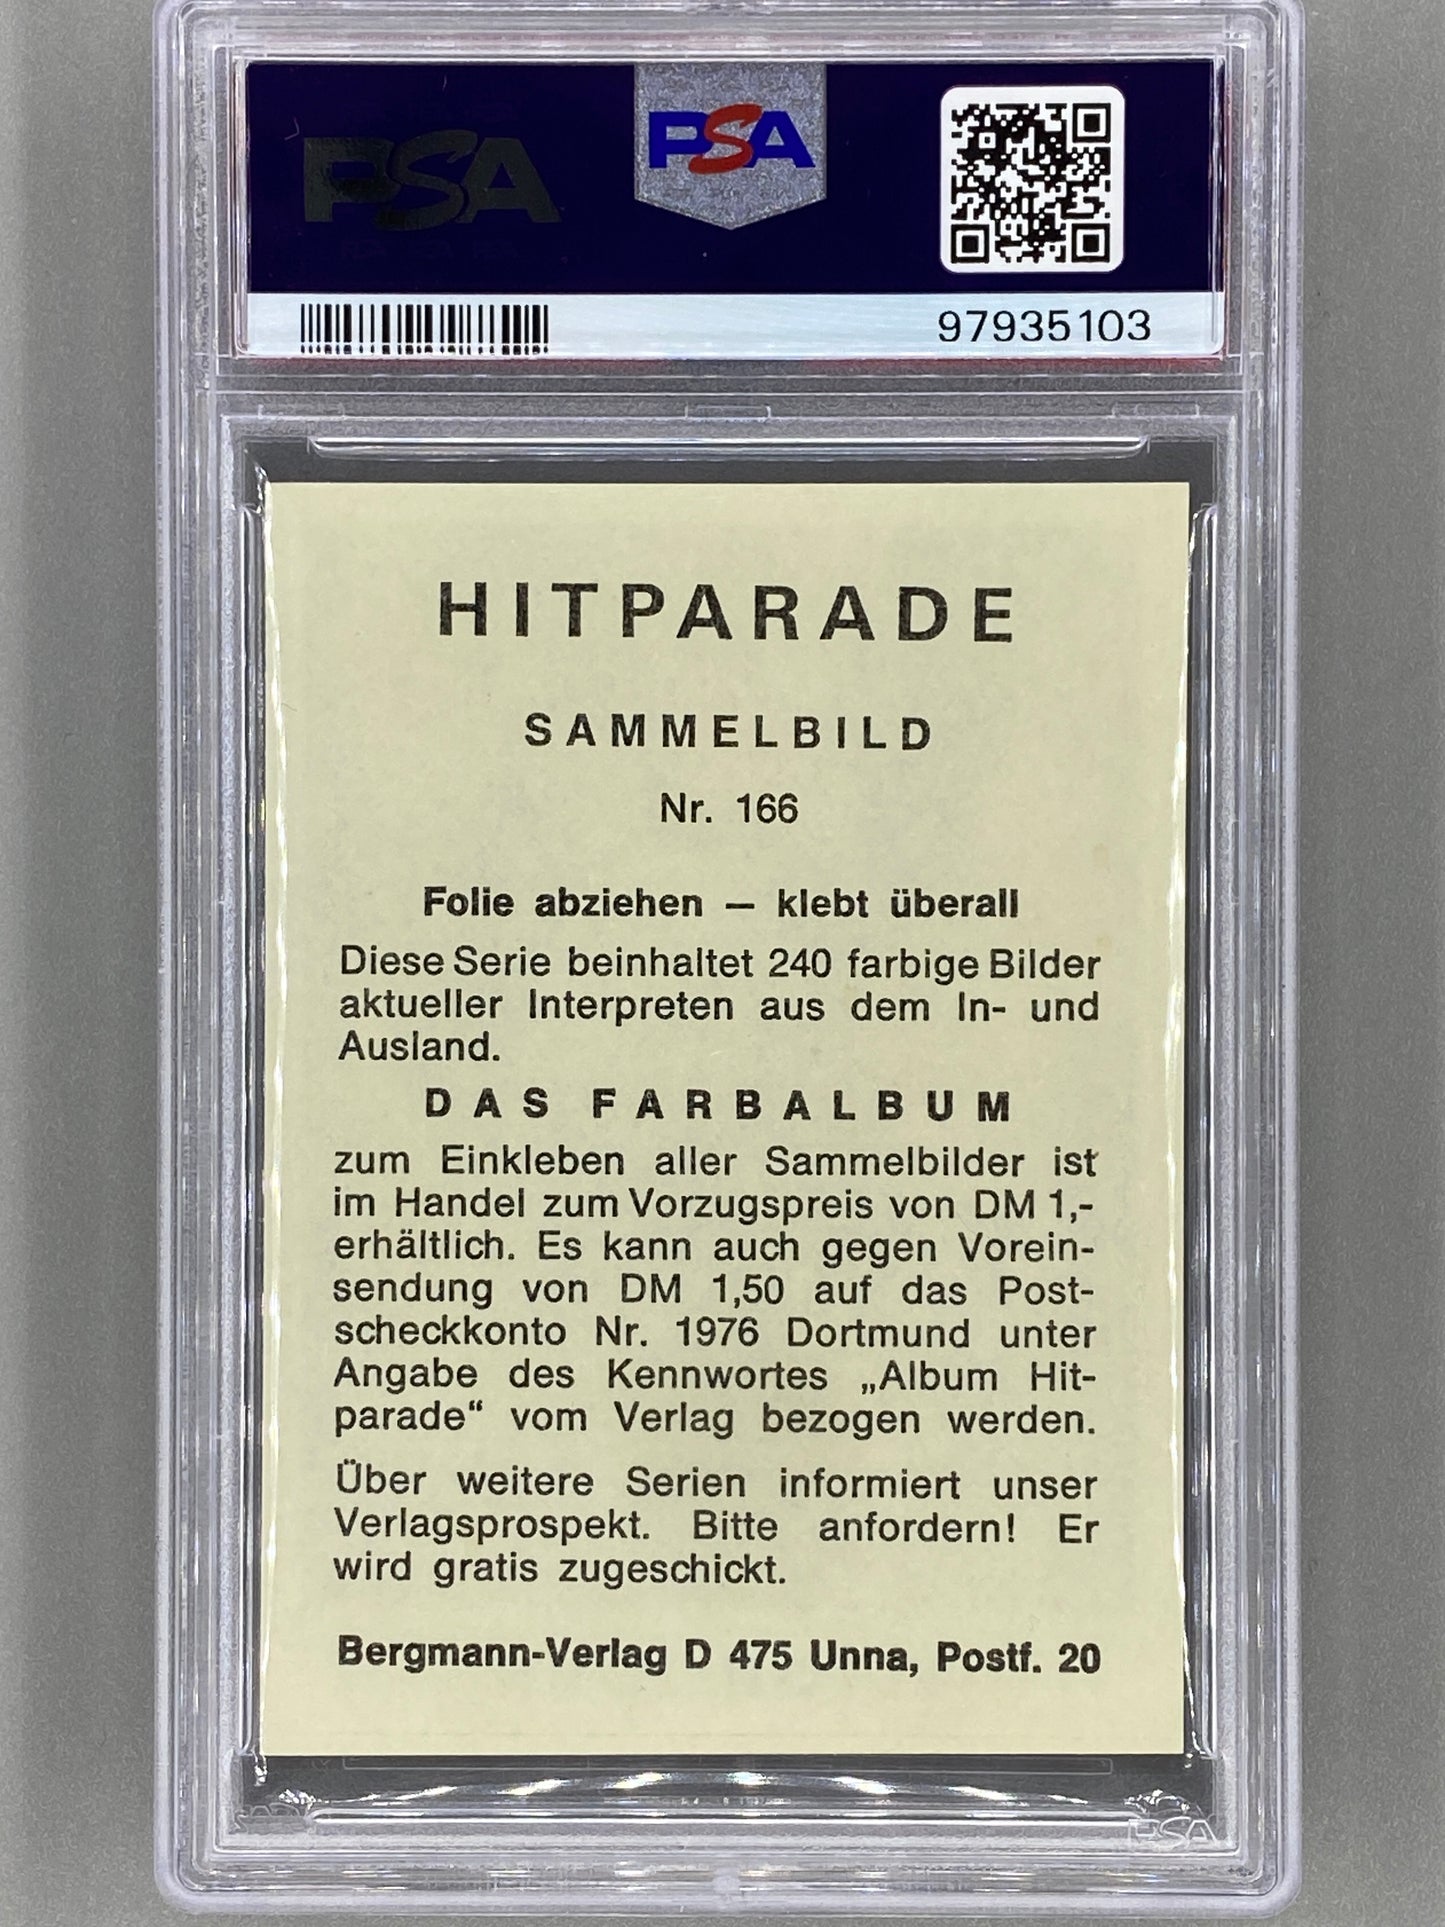 PSA
PSA
97935103
HITPARADE
SAMMELBILD
Nr. 166
Folie abziehen — klebt überall
Diese Serie beinhaltet 240 farbige Bilder
aktueller Interpreten aus dem In- und
Ausland.
DAS FARBALBUM
zum Einkleben aller Sammelbilder ist
im Handel zum Vorzugspreis von DM 1,-
erhältlich. Es kann auch gegen Vorein-
sendung von DM 1,50 auf das Post-
scheckkonto Nr. 1976 Dortmund unter
Angabe des Kennwortes „Album Hit-
parade“ vom Verlag bezogen werden.
Über weitere Serien informiert unser
Verlagsprospekt. Bitte anfordern! Er
wird gratis zugeschickt.
Bergmann-Verlag D 475 Unna, Postf. 20
PSA